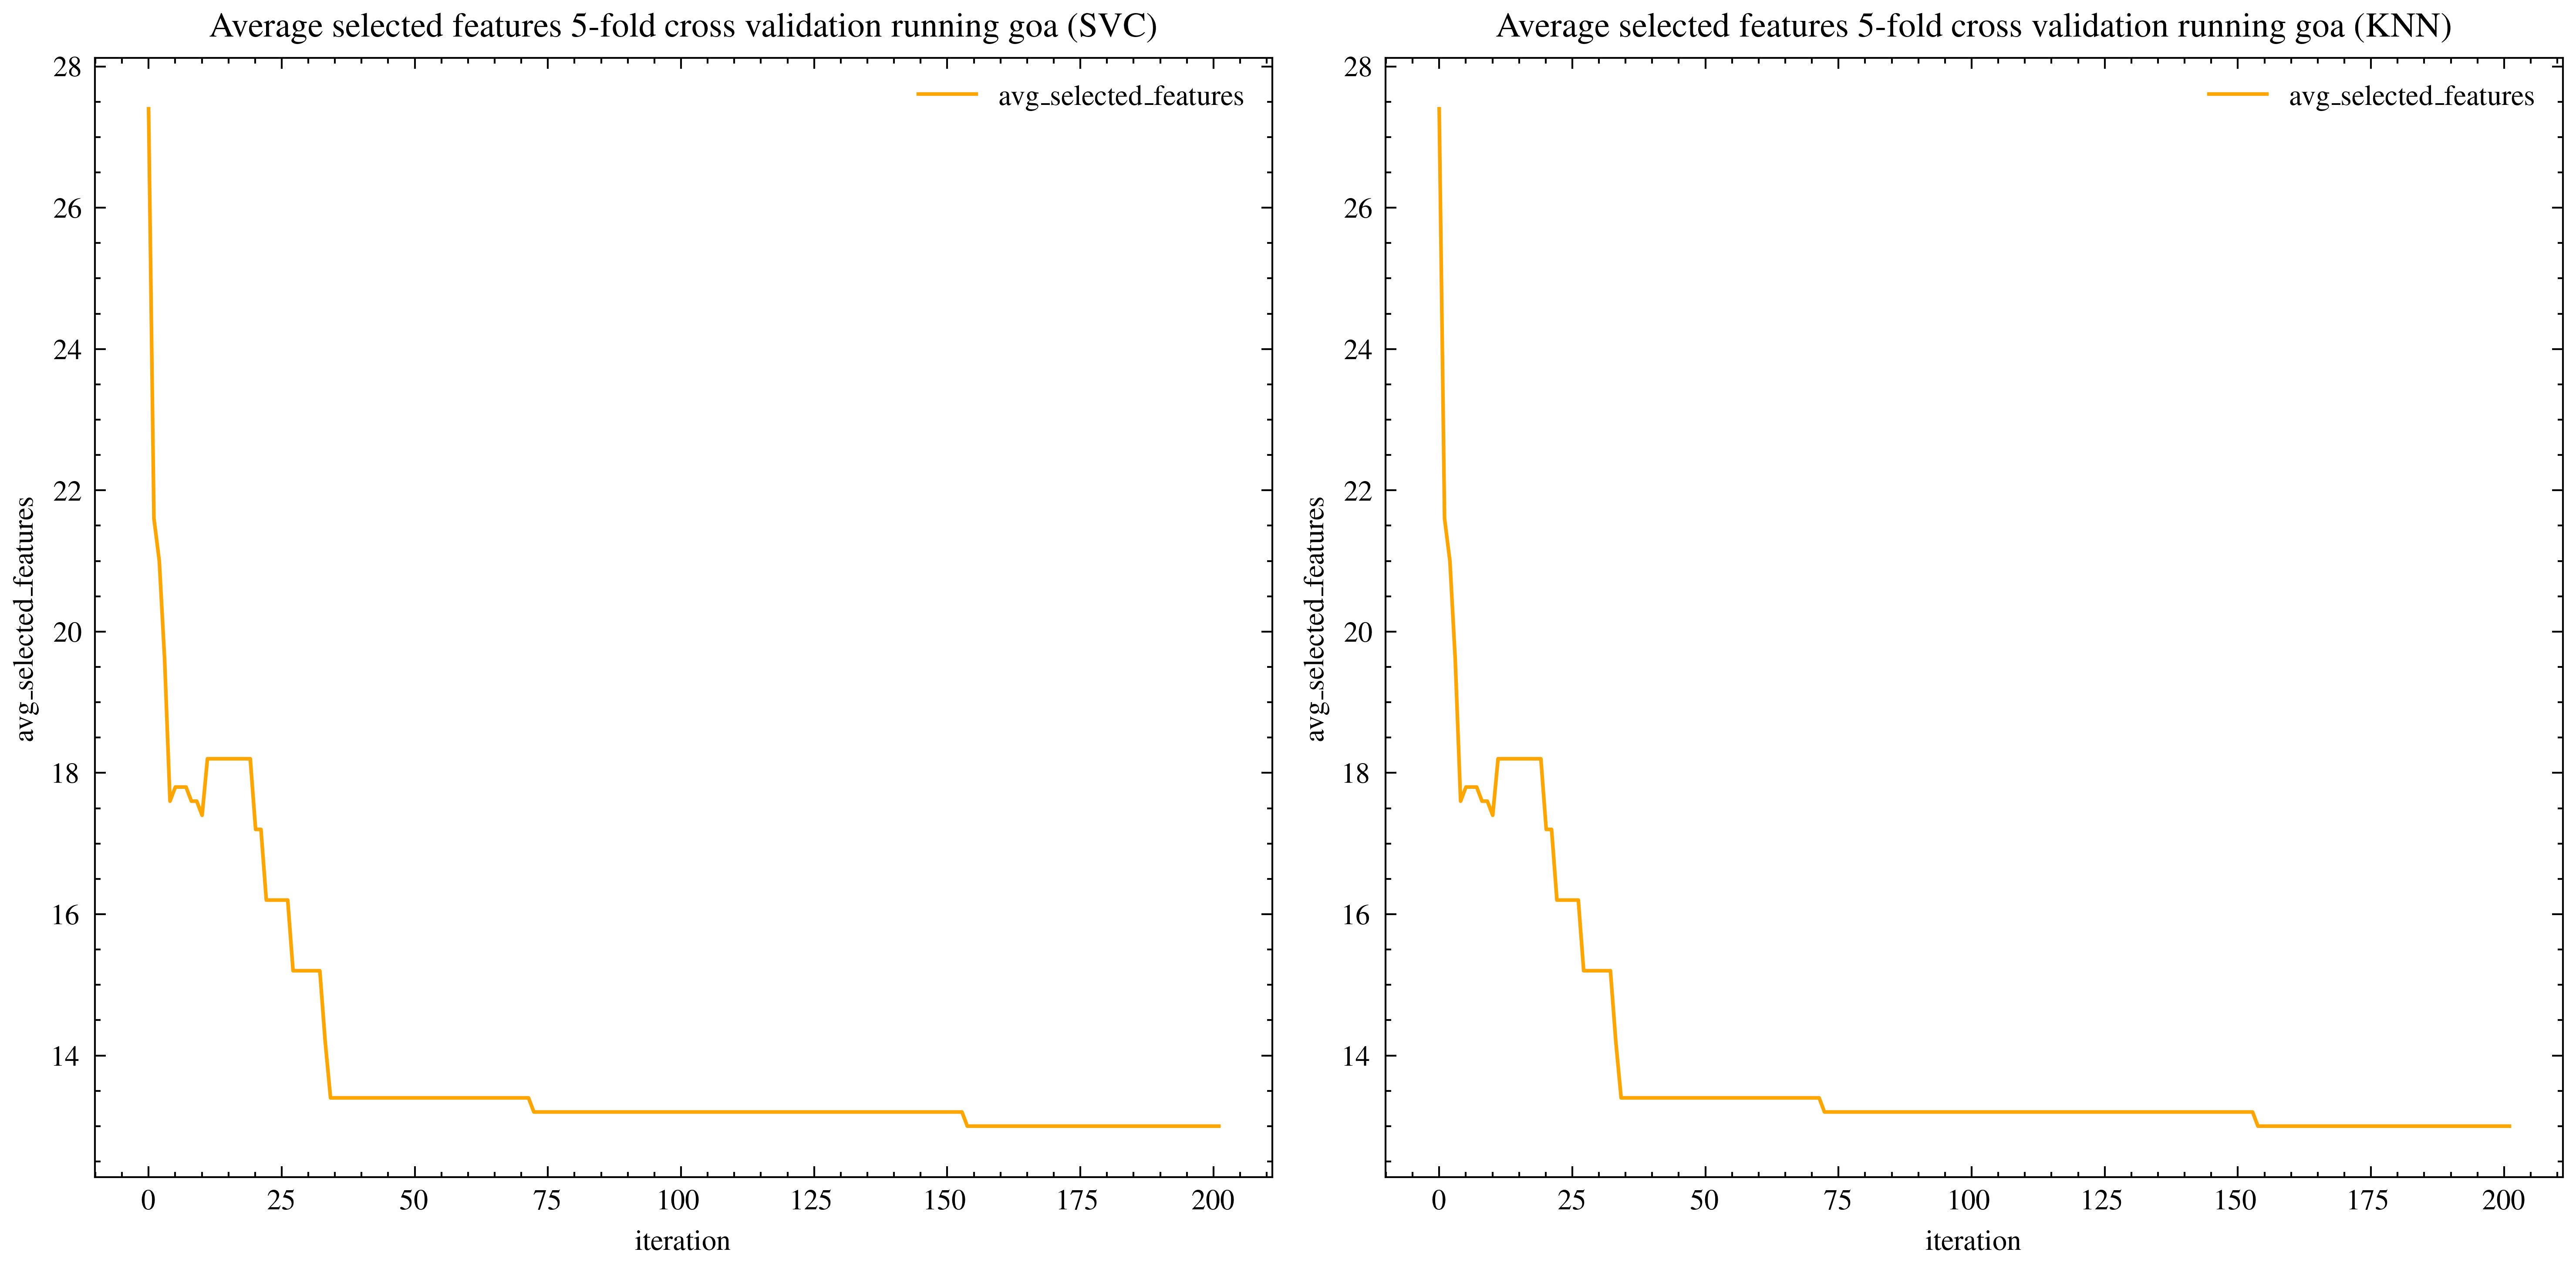 Average selected features 5-fold cross validation running goa (SVC)
avg_selected_features
28
26
24
22
20
18
16
14
avg_selected_features
0 25 50 75 100 125 150 175 200
iteration
Average selected features 5-fold cross validation running goa (KNN)
avg_selected_features
28
26
24
22
20
18
16
14
avg_selected_features
0 25 50 75 100 125 150 175 200
iteration